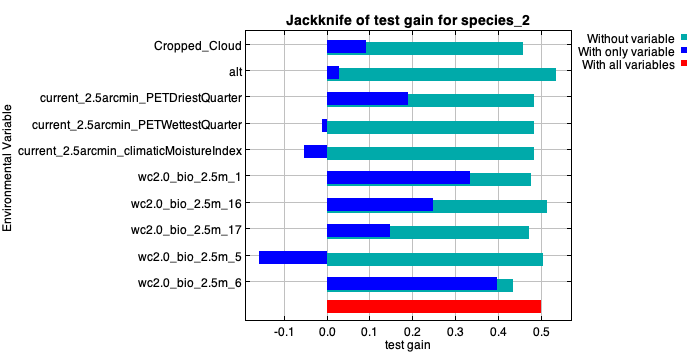 Jackknife of test gain for species_2
Without variable
With only variable
With all variables
Environmental Variable
Cropped_Cloud
alt
current_2.5arcmin_PETDriestQuarter
current_2.5arcmin_PETWettestQuarter
current_2.5arcmin_climaticMoistureIndex
wc2.0_bio_2.5m_1
wc2.0_bio_2.5m_16
wc2.0_bio_2.5m_17
wc2.0_bio_2.5m_5
wc2.0_bio_2.5m_6
-0.1 0.0 0.1 0.2 0.3 0.4 0.5
test gain